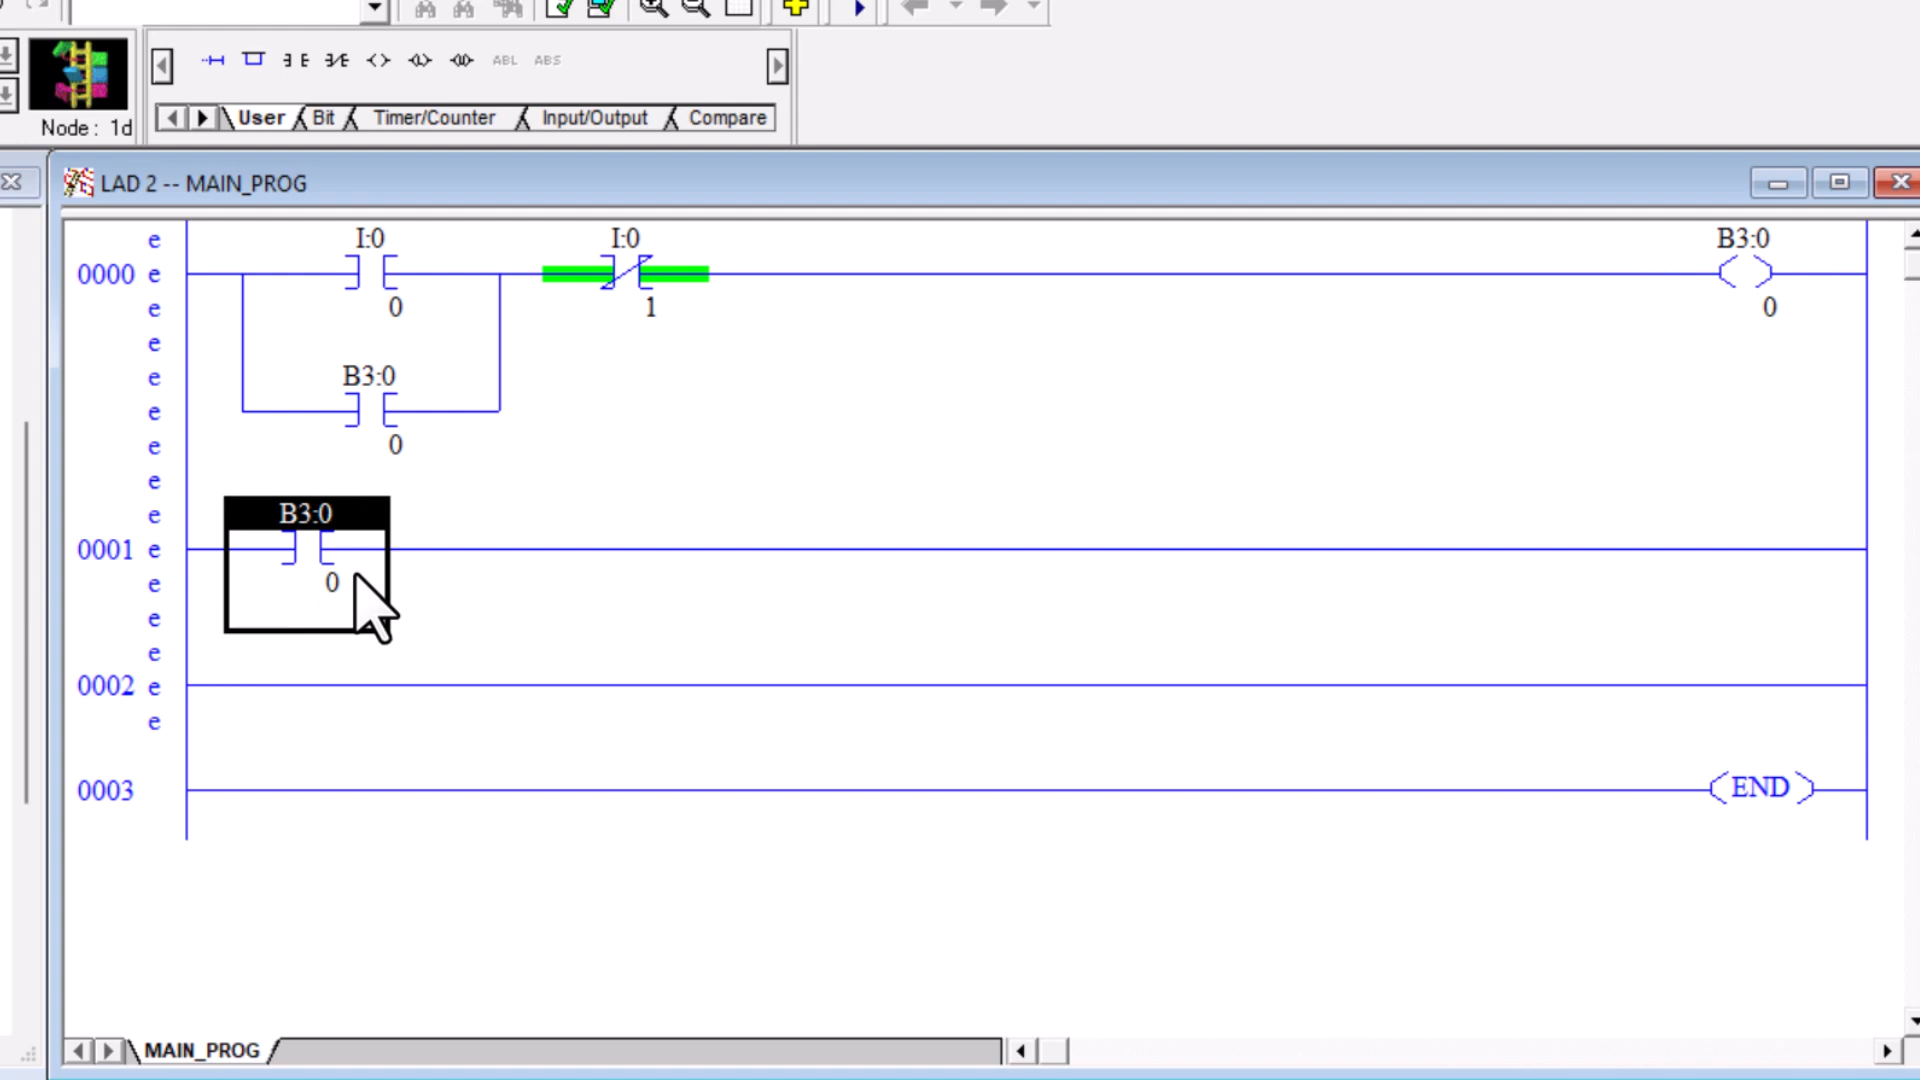 ABL ABS
Node : 1d
User Bit Timer/Counter Input/Output Compare
LAD 2 -- MAIN_PROG
e I:0 I:0 B3:0
0000 e
e 0 1 0
e
e B3:0
e
e 0
e
e B3:0
0001 e
e 0
e
e
0002 e
e
0003 END
MAIN_PROG